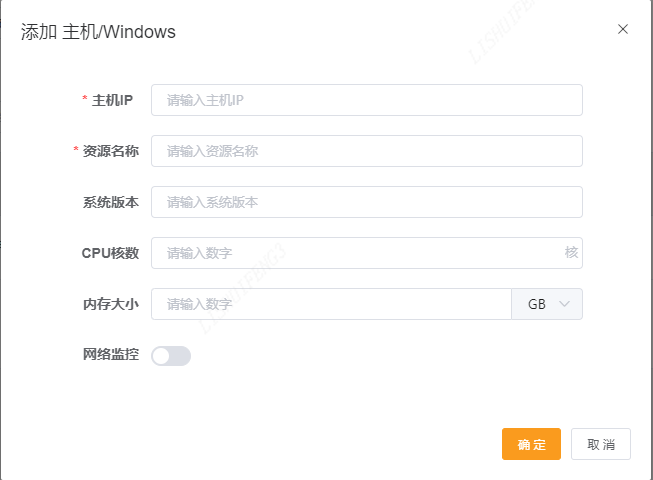 添加 主机/Windows
* 主机IP 请输入主机IP
* 资源名称 请输入资源名称
系统版本 请输入系统版本
CPU核数 请输入数字 核
内存大小 请输入数字 GB
网络监控
确 定 取 消
LISHUIFENG3